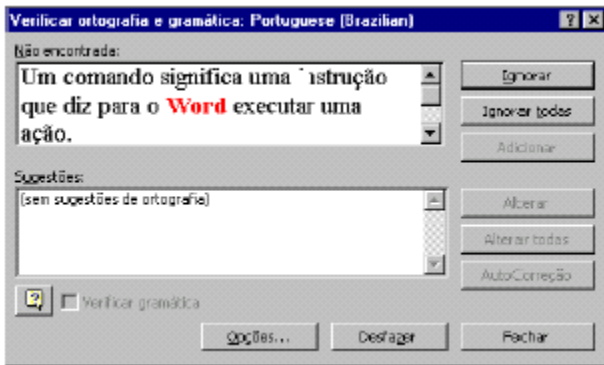 Verificar ortografia e gramática: Portuguese (Brazilian)
Não encontrada:
Um comando significa uma
que diz para o Word executar uma
ação.
Ignorar
Ignorar todas
Adicionar
Sugestões:
(sem sugestões de ortografia)
Alterar
Alterar todas
AutoCorreção
Verificar gramática
Opções...
Desfazer
Fechar